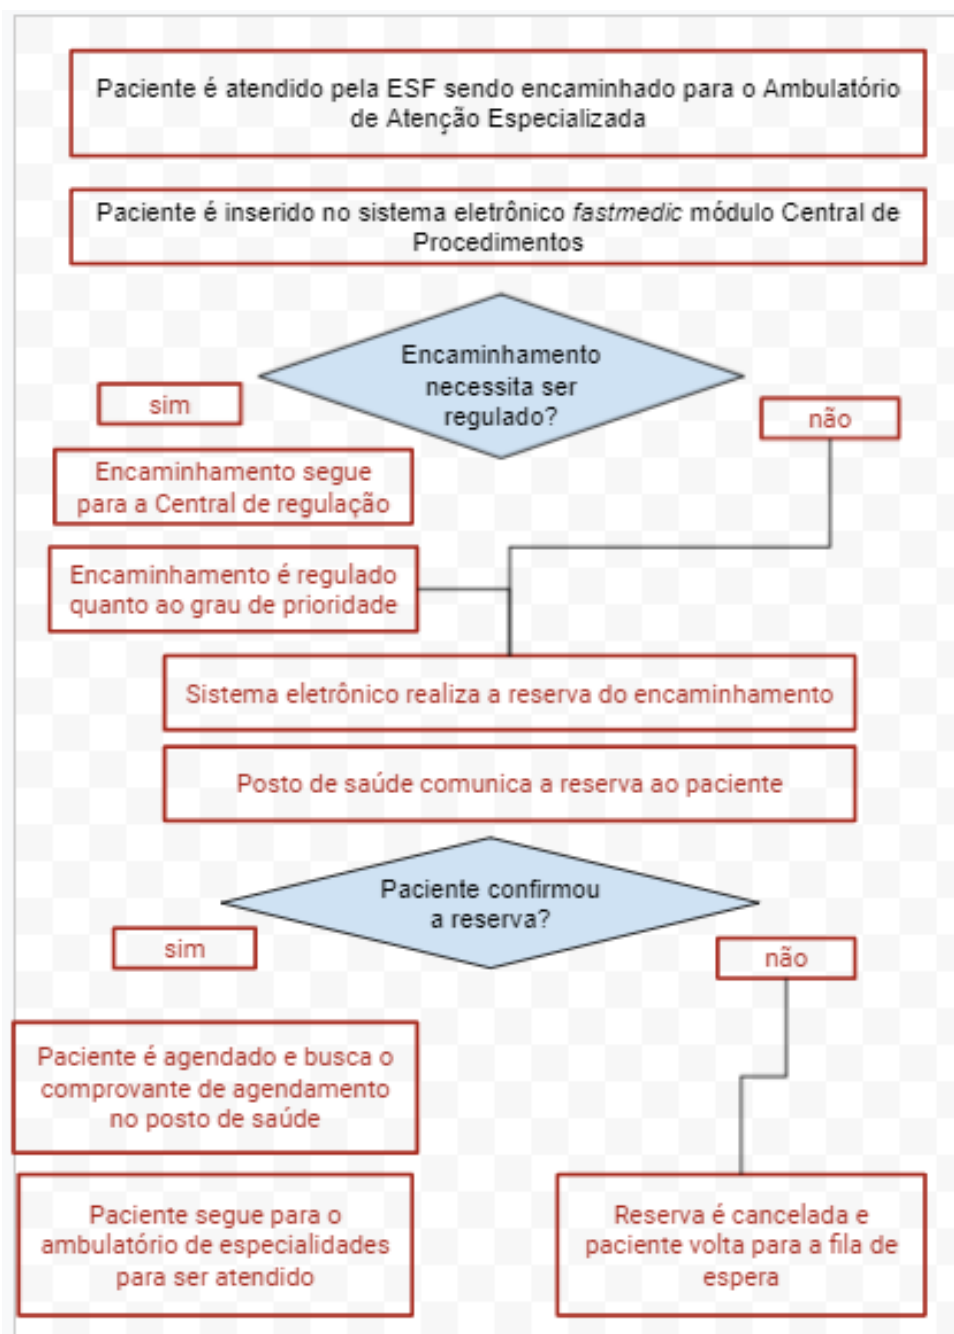 Paciente é atendido pela ESF sendo encaminhado para o Ambulatório
de Atenção Especializada
Paciente é inserido no sistema eletrônico fastmedic módulo Central de
Procedimentos
Encaminhamento
necessita ser
regulado?
sim
não
Encaminhamento segue
para a Central de regulação
Encaminhamento é regulado
quanto ao grau de prioridade
Sistema eletrônico realiza a reserva do encaminhamento
Posto de saúde comunica a reserva ao paciente
Paciente confirmou
a reserva?
sim
não
Paciente é agendado e busca o
comprovante de agendamento
no posto de saúde
Paciente segue para o
ambulatório de especialidades
para ser atendido
Reserva é cancelada e
paciente volta para a fila de
espera